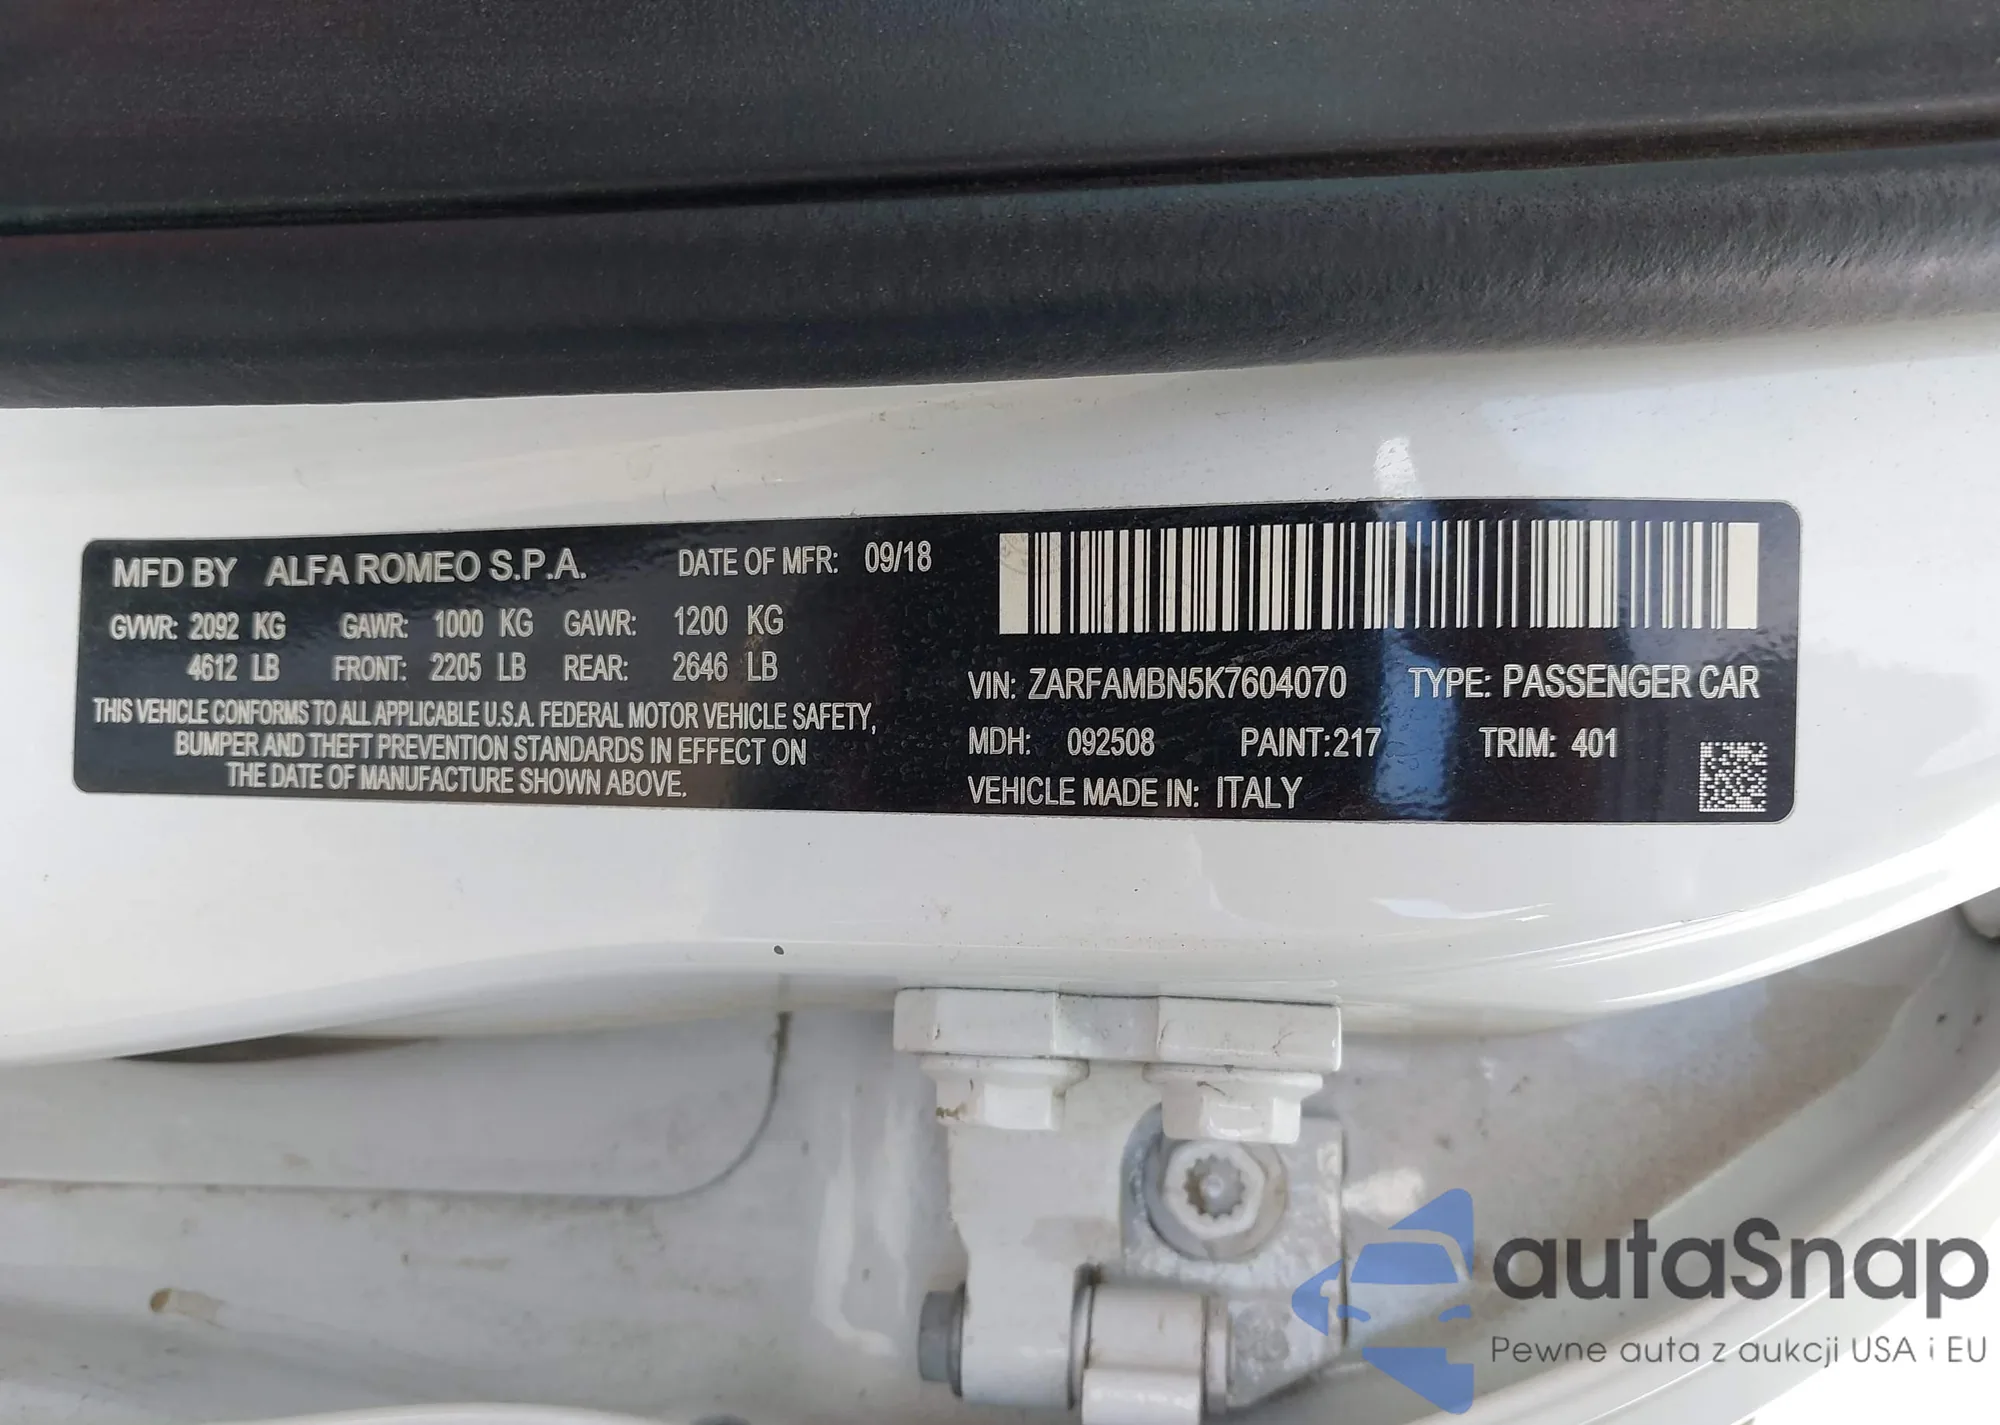 MFD BY ALFA ROMEO S.P.A. DATE OF MFR: 09/18
GVWR: 2092 KG GAWR: 1000 KG GAWR: 1200 KG
4612 LB FRONT: 2205 LB REAR: 2646 LB
THIS VEHICLE CONFORMS TO ALL APPLICABLE U.S.A. FEDERAL MOTOR VEHICLE SAFETY,
BUMPER AND THEFT PREVENTION STANDARDS IN EFFECT ON
THE DATE OF MANUFACTURE SHOWN ABOVE.
VIN: ZARFAMBN5K7604070 TYPE: PASSENGER CAR
MDH: 092508 PAINT:217 TRIM: 401
VEHICLE MADE IN: ITALY
autaSnap
Pewne auta z aukcji USA i EU